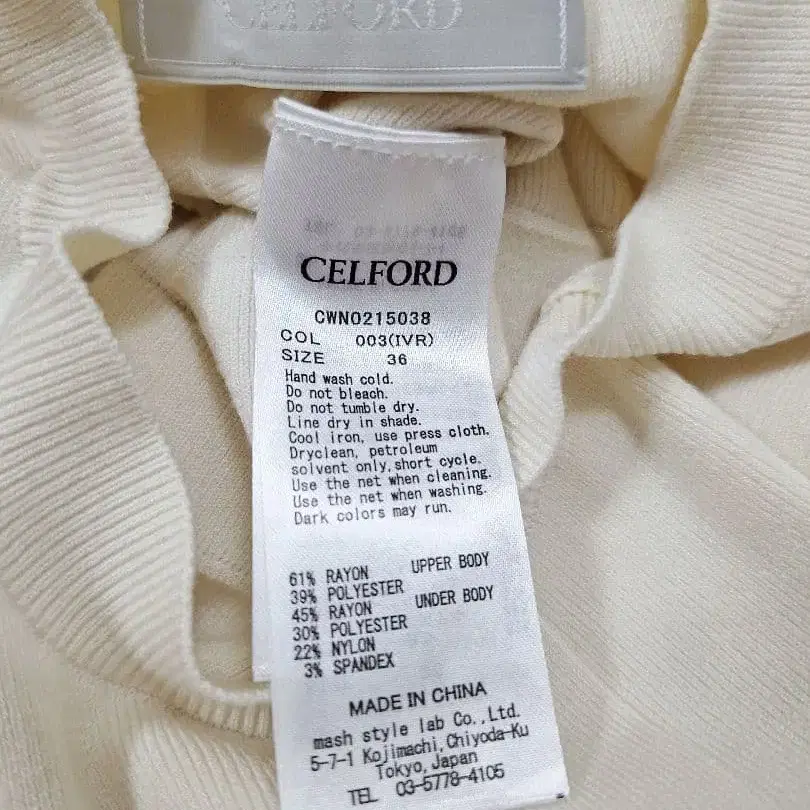 CELFORD
CELFORD
CWN0215038
COL 003(IVR)
SIZE 36
Hand wash cold.
Do not bleach.
Do not tumble dry.
Line dry in shade.
Cool iron, use press cloth.
Dryclean, petroleum
solvent only,short cycle.
Use the net when cleaning.
Use the net when washing.
Dark colors may run.
61% RAYON UPPER BODY
39% POLYESTER
45% RAYON UNDER BODY
30% POLYESTER
22% NYLON
3% SPANDEX
MADE IN CHINA
mash style lab Co.,Ltd.
5-7-1 Kojimachi,Chiyoda-Ku
Tokyo,Japan
TEL 03-5778-4105